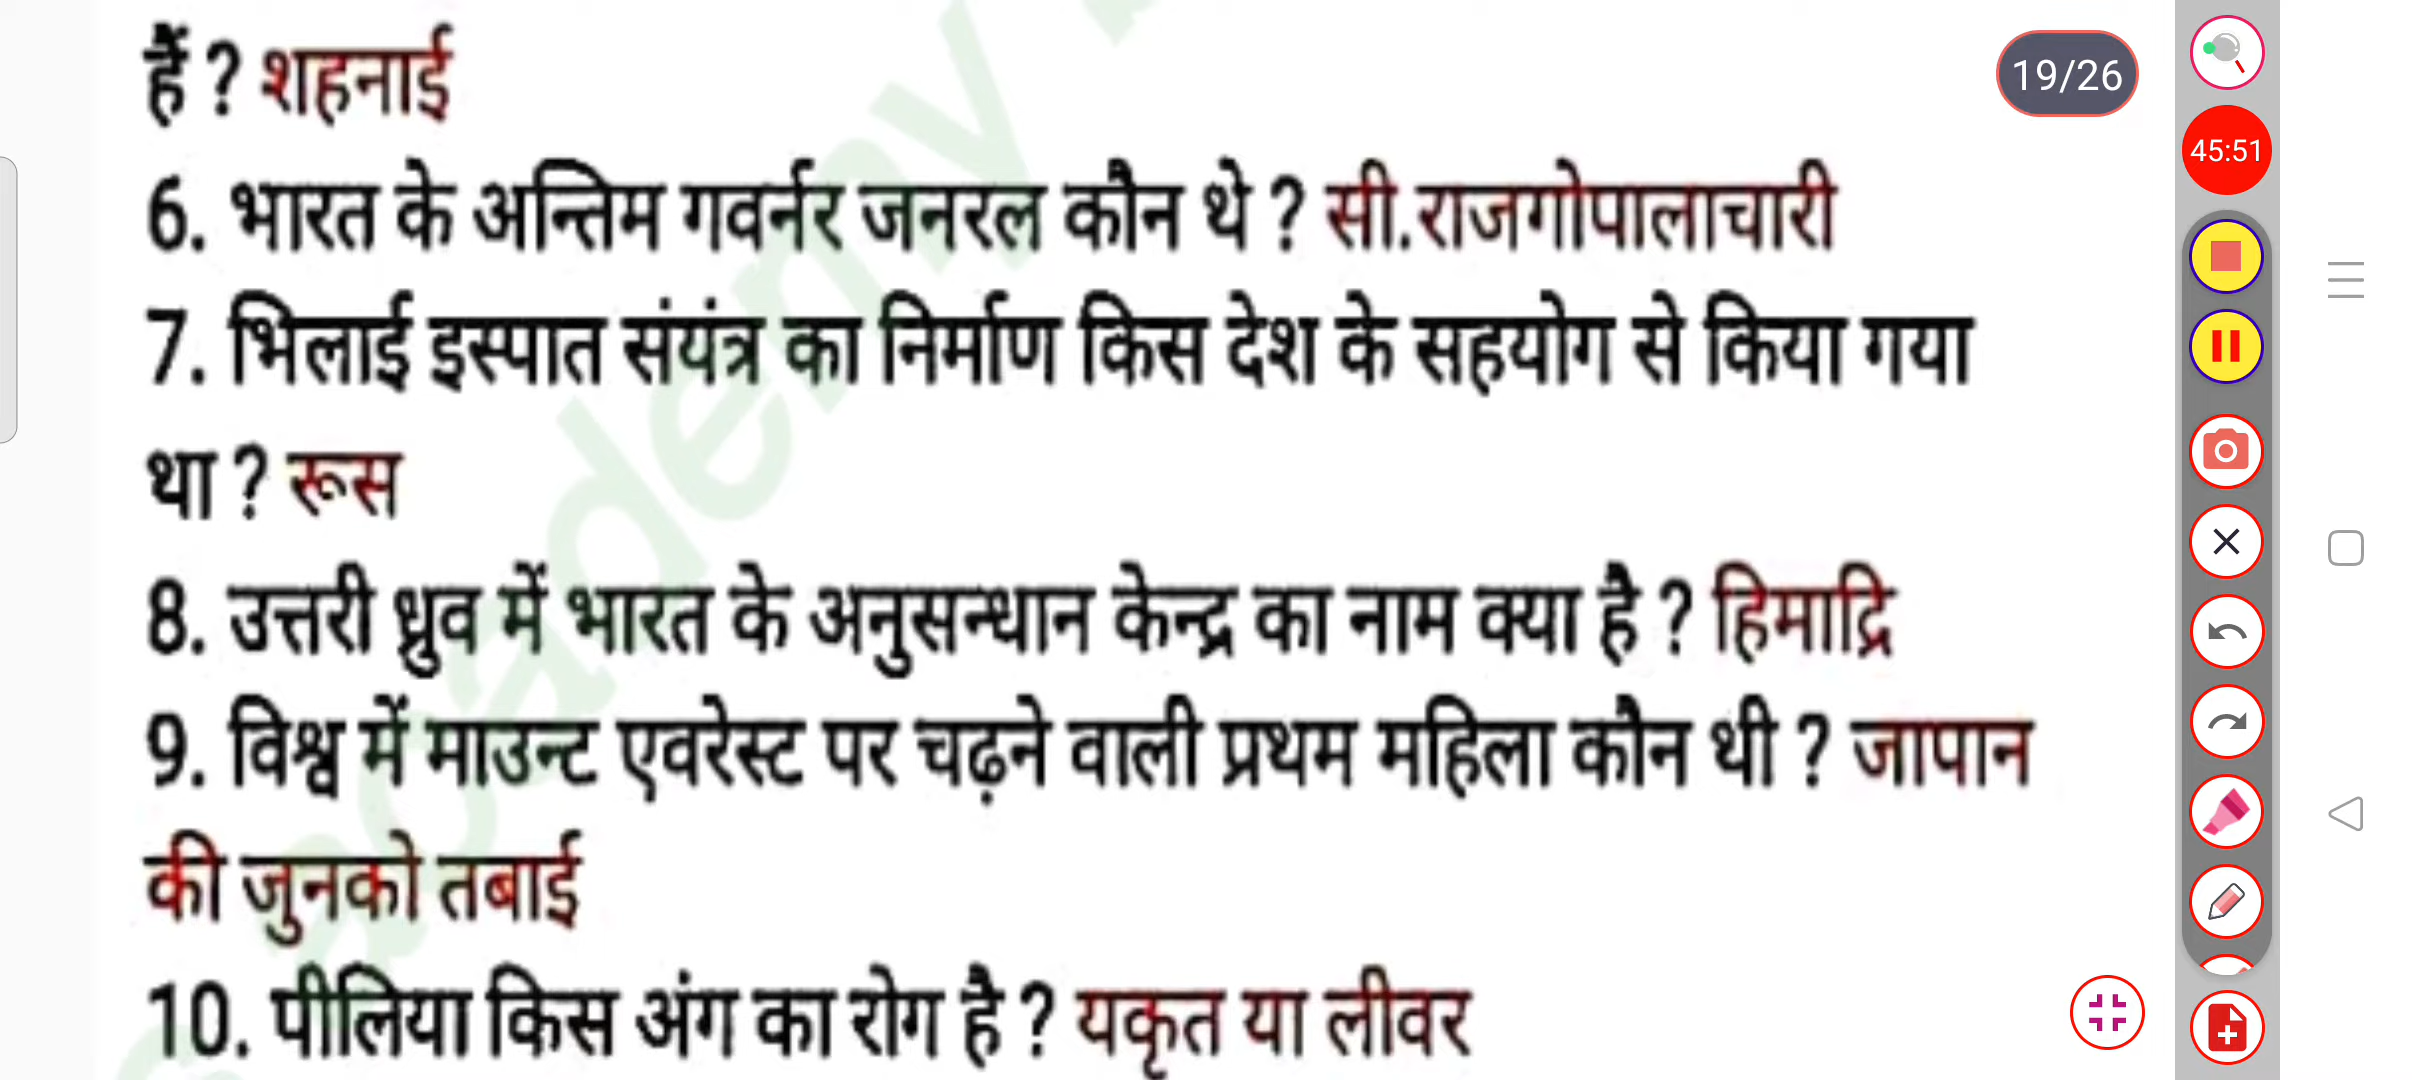 हैं ? शहनाई
19/26
45:51
6. भारत के अन्तिम गवर्नर जनरल कौन थे ? सी.राजगोपालाचारी
7. भिलाई इस्पात संयंत्र का निर्माण किस देश के सहयोग से किया गया
था ? रूस
8. उत्तरी ध्रुव में भारत के अनुसन्धान केन्द्र का नाम क्या है ? हिमाद्रि
9. विश्व में माउन्ट एवरेस्ट पर चढ़ने वाली प्रथम महिला कौन थी ? जापान
की जुनको तबाई
10. पीलिया किस अंग का रोग है ? यकृत या लीवर
academy